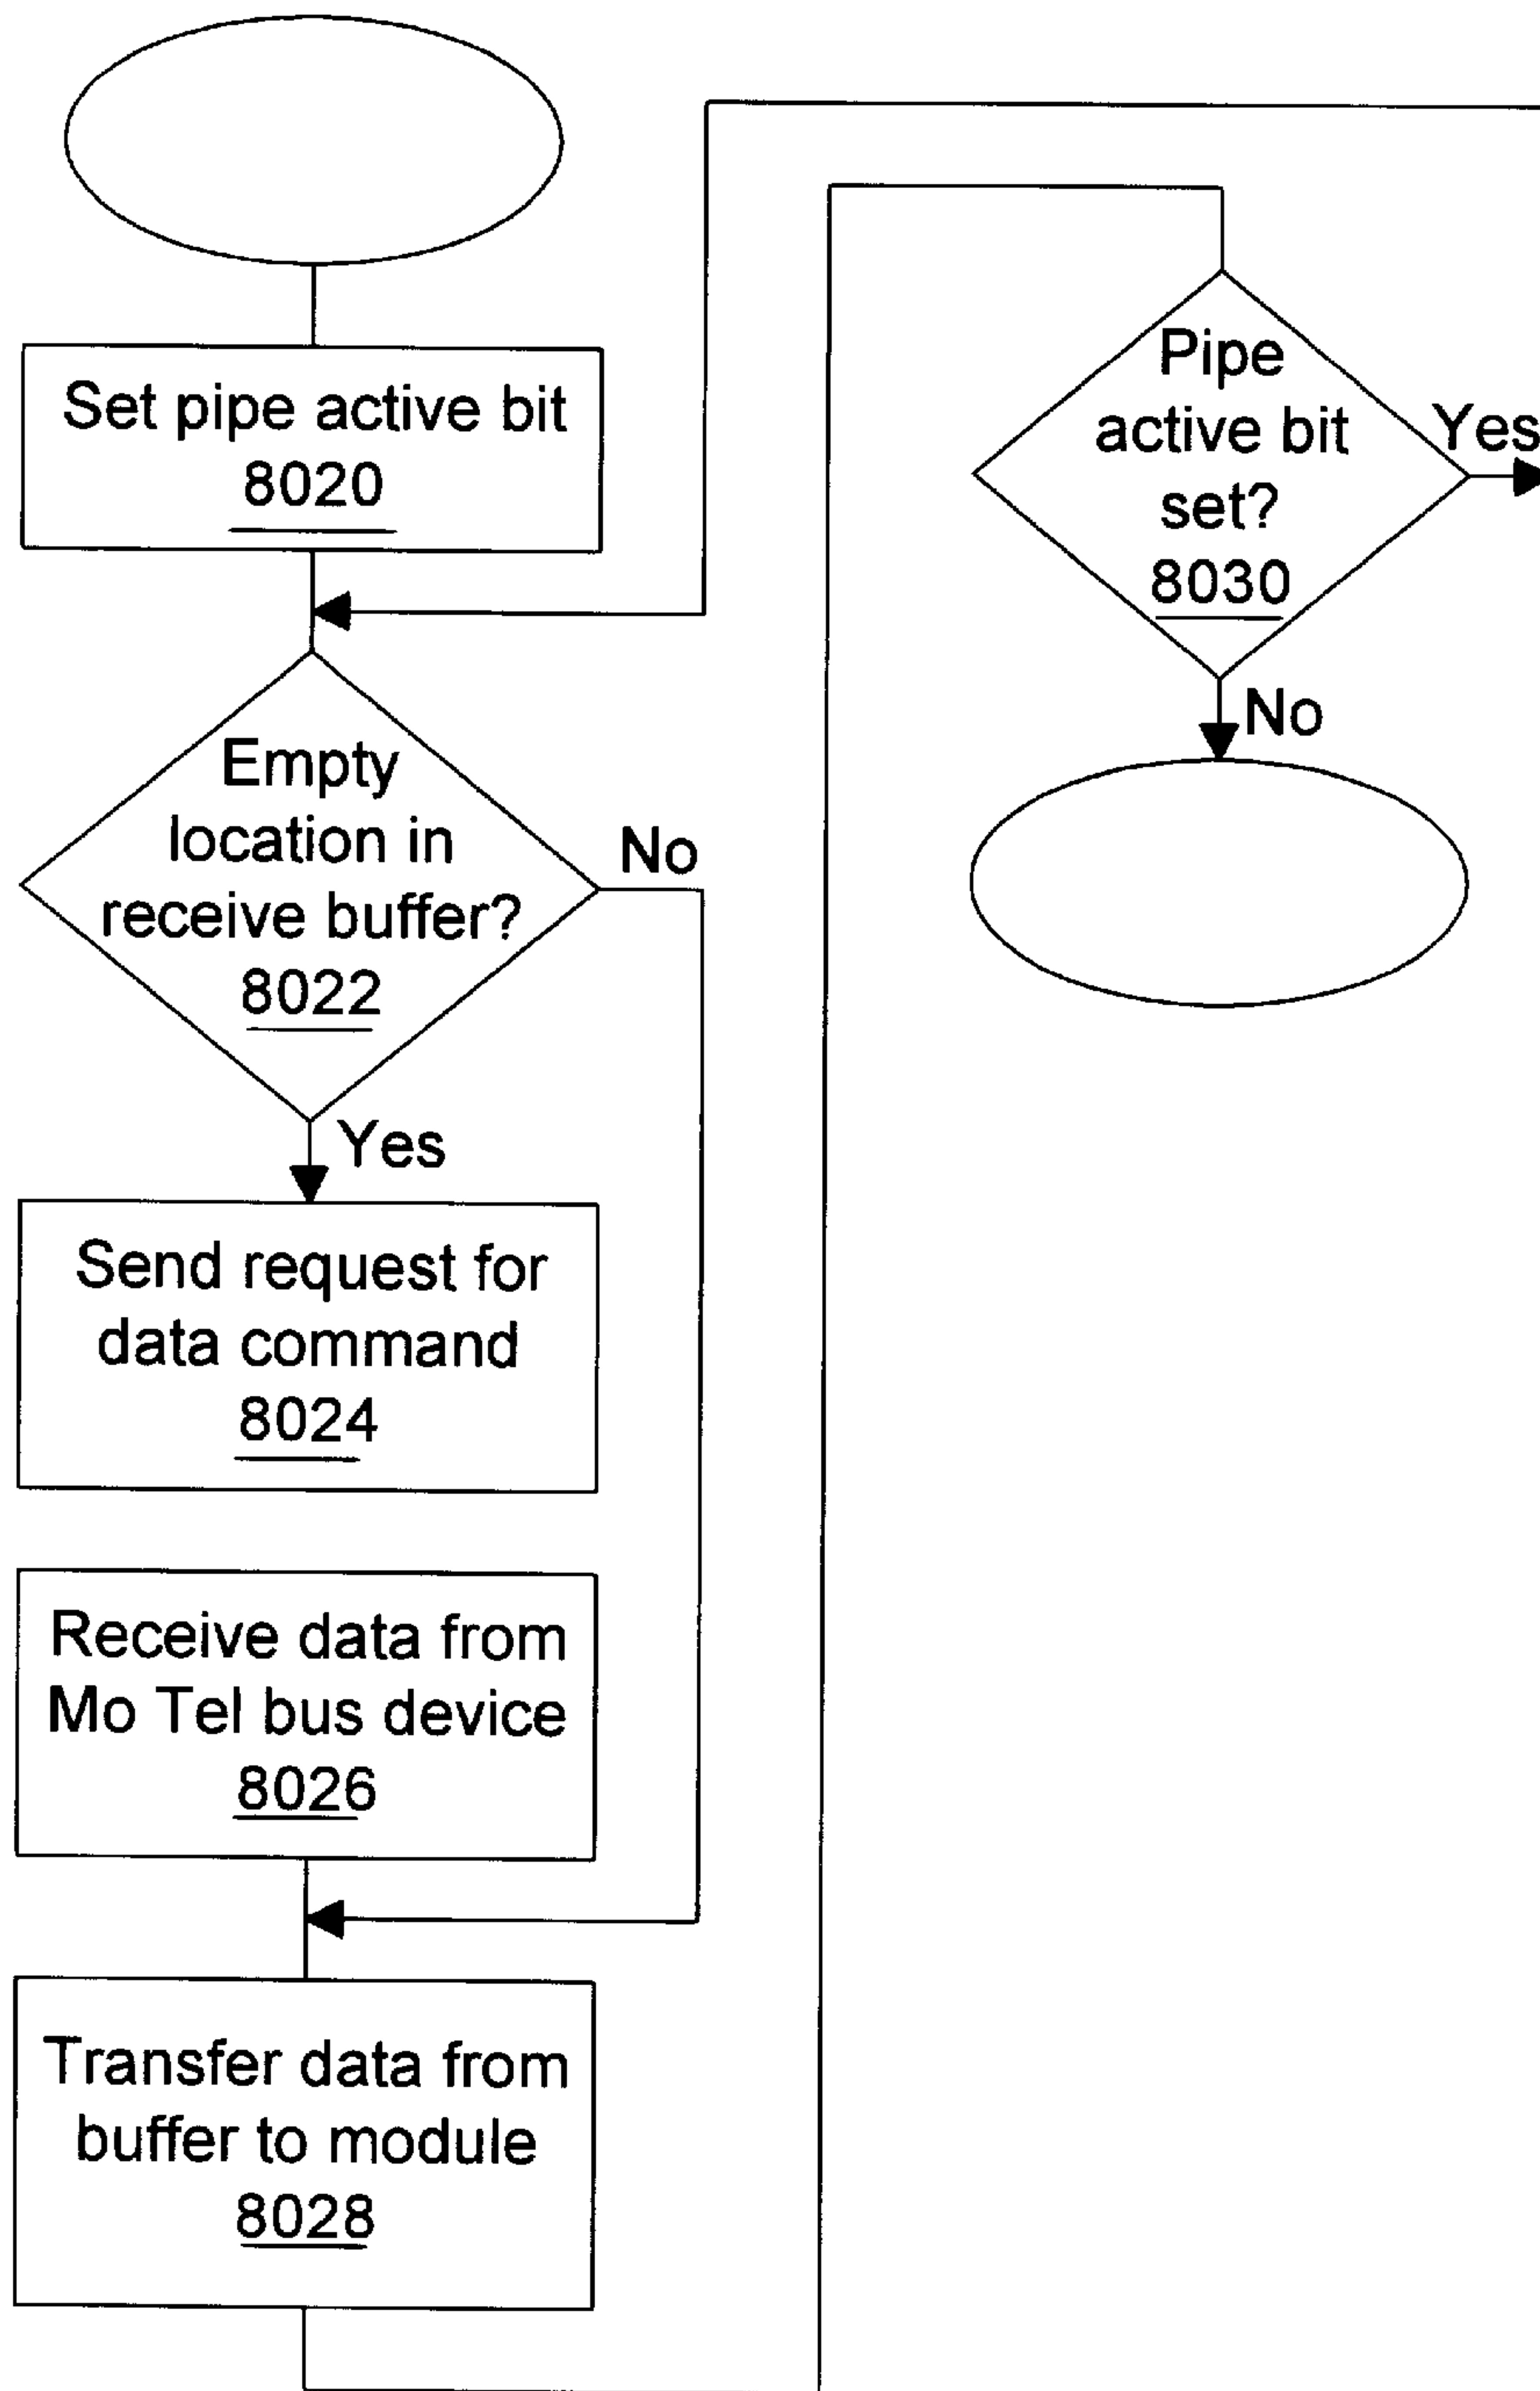 Set pipe active bit
8020
Empty
location in
receive buffer?
8022
No
Yes
Send request for
data command
8024
Receive data from
Mo Tel bus device
8026
Transfer data from
buffer to module
8028
Pipe
active bit
set?
8030
Yes
No